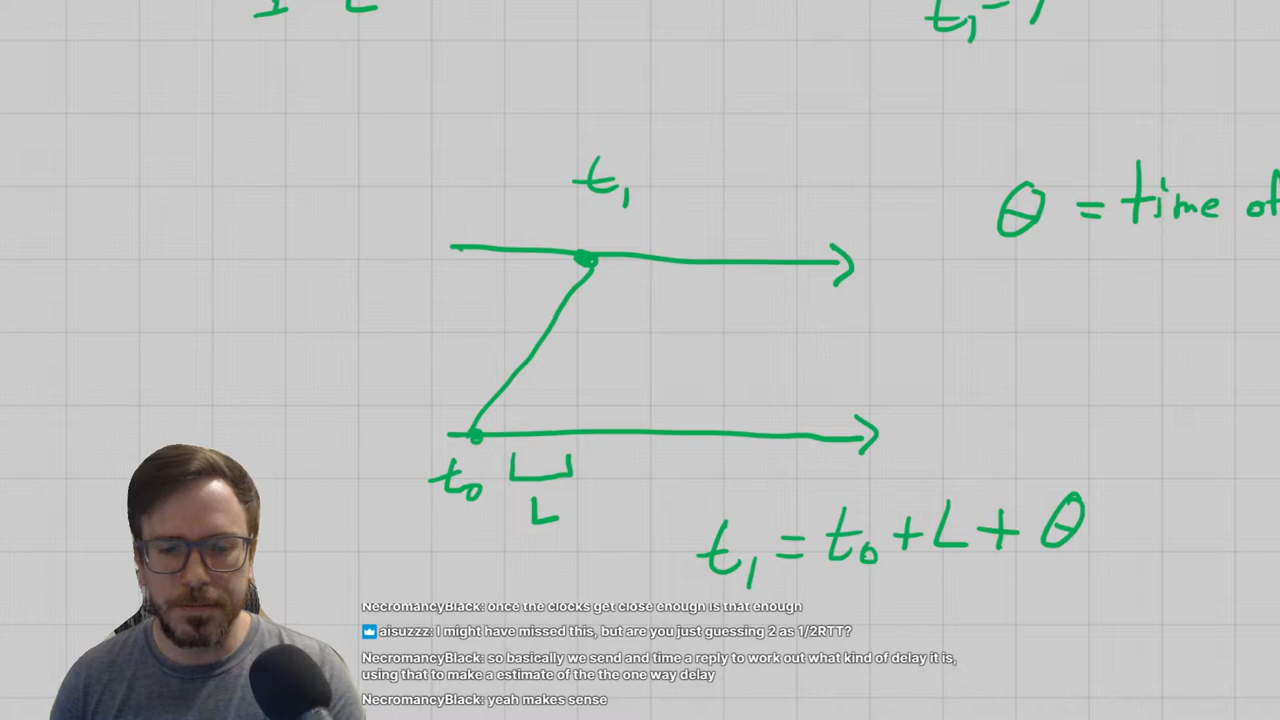 t₁ =
t₁
θ = time of
t₀
L
t₁ = t₀ + L + θ
NecromancyBlack: once the clocks get close enough is that enough
aisuzzz: I might have missed this, but are you just guessing 2 as 1/2RTT?
NecromancyBlack: so basically we send and time a reply to work out what kind of delay it is,
using that to make a estimate of the the one way delay
NecromancyBlack: yeah makes sense